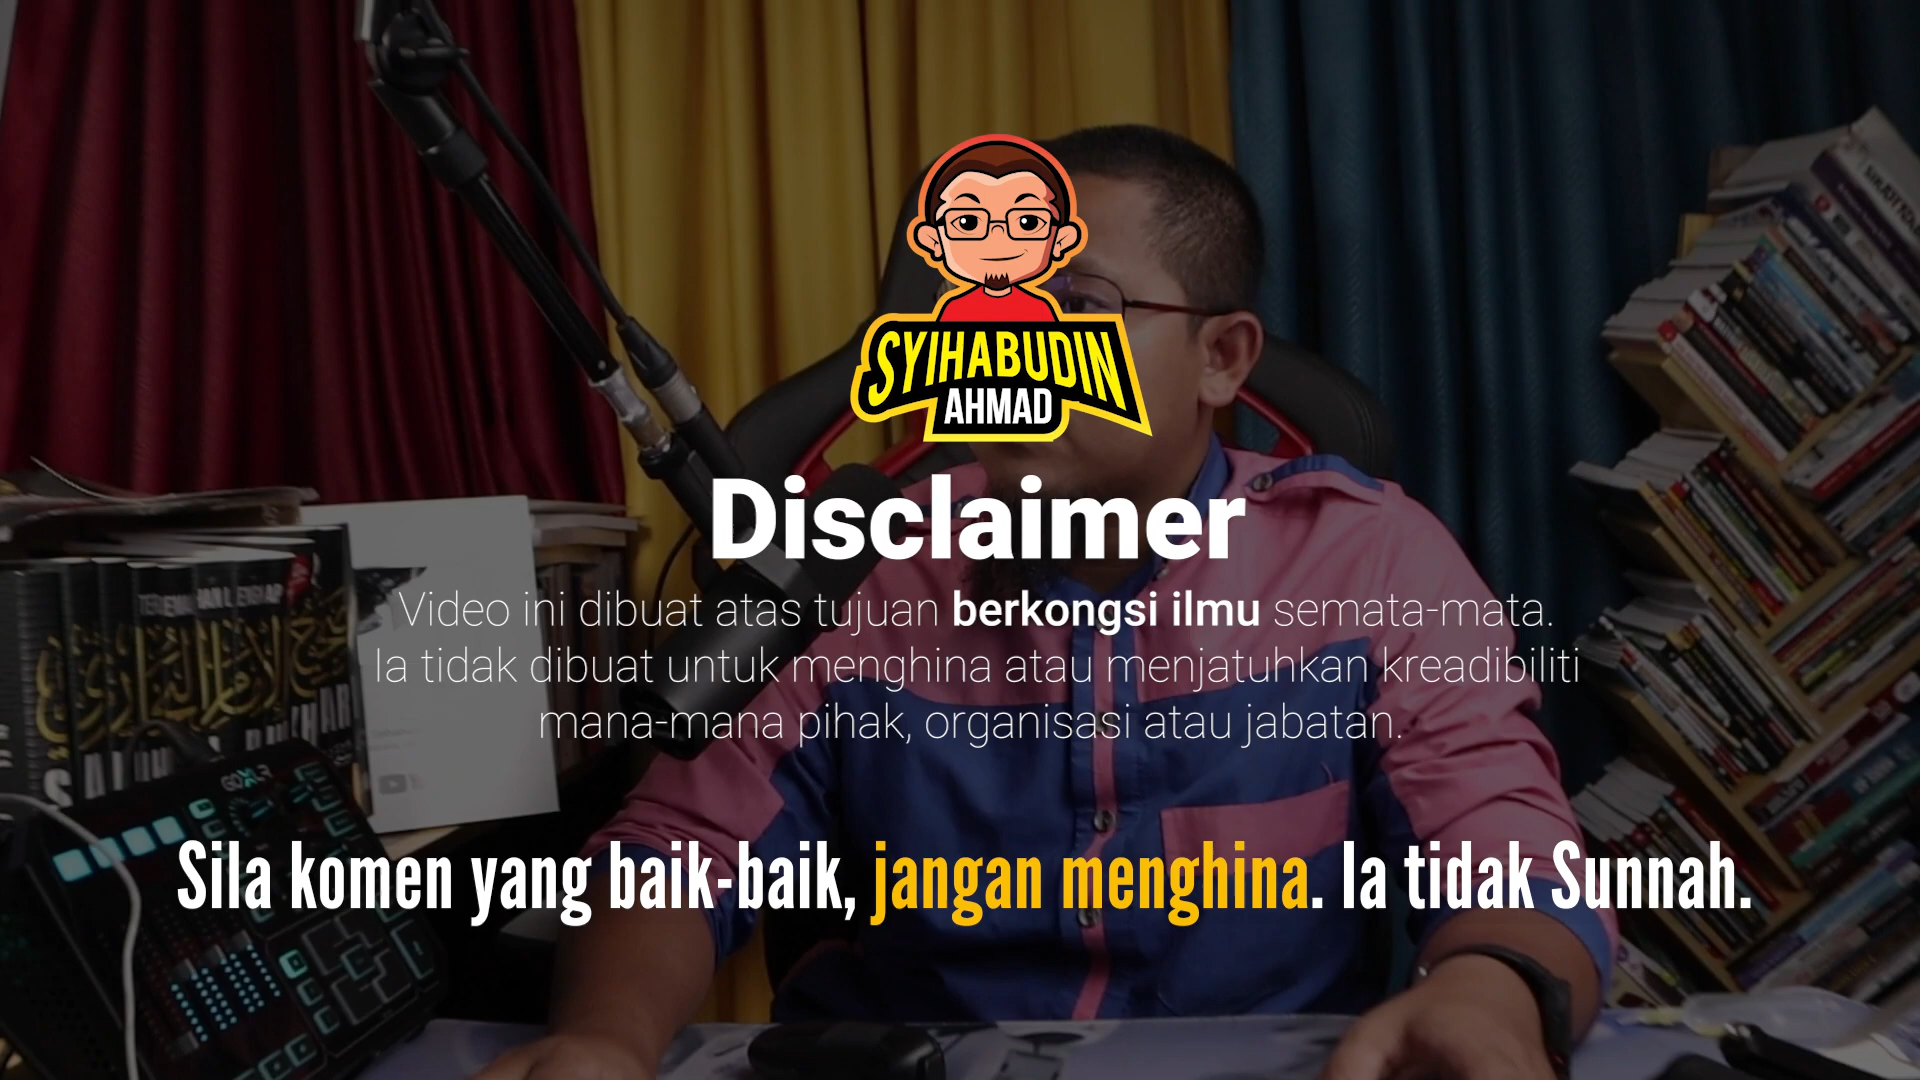 SYIHABUDIN
AHMAD
Disclaimer
Video ini dibuat atas tujuan berkongsi ilmu semata-mata.
Ia tidak dibuat untuk menghina atau menjatuhkan kreadibiliti
mana-mana pihak, organisasi atau jabatan.
Sila komen yang baik-baik, jangan menghina. Ia tidak Sunnah.
GOXLR